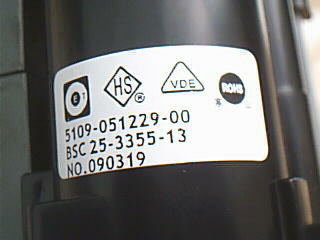 E HS ® VDE ROHS
5109-051229-00
BSC 25-3355-13
NO.090319